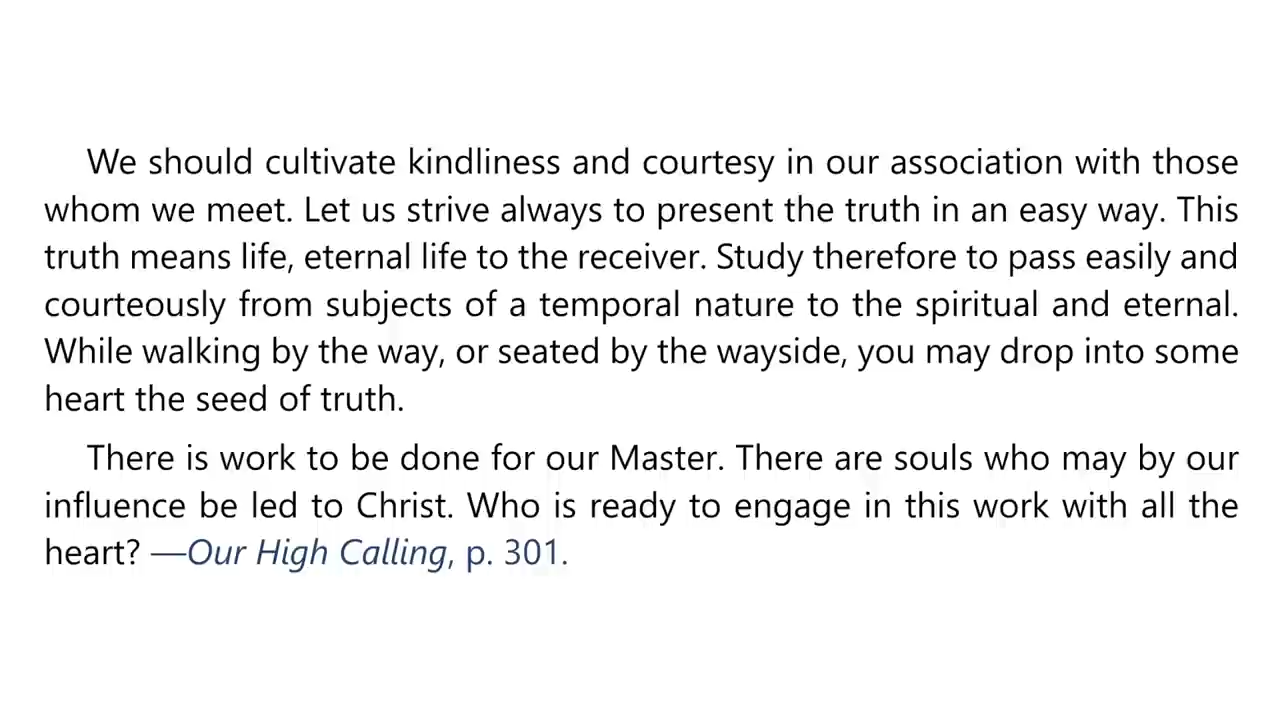 We should cultivate kindliness and courtesy in our association with those
whom we meet. Let us strive always to present the truth in an easy way. This
truth means life, eternal life to the receiver. Study therefore to pass easily and
courteously from subjects of a temporal nature to the spiritual and eternal.
While walking by the way, or seated by the wayside, you may drop into some
heart the seed of truth.
There is work to be done for our Master. There are souls who may by our
influence be led to Christ. Who is ready to engage in this work with all the
heart? —Our High Calling, p. 301.